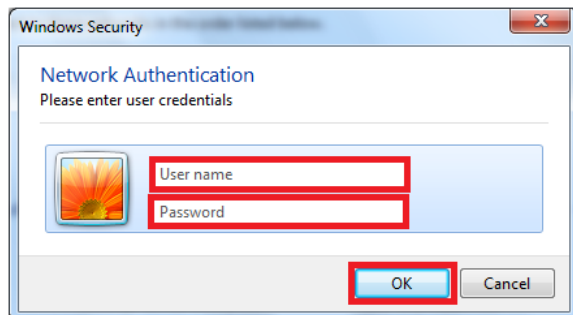 Windows Security
Network Authentication
Please enter user credentials
User name
Password
OK
Cancel